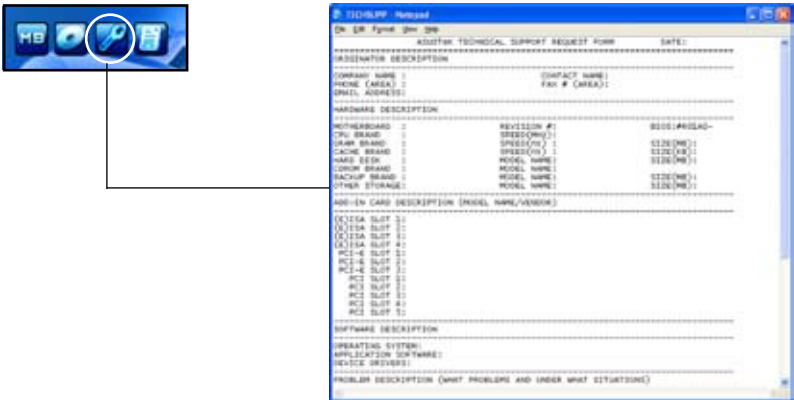 MB
TECHSUPP - Notepad
File Edit Format View Help
ASUSTeK TECHNICAL SUPPORT REQUEST FORM DATE:
ORIGINATOR DESCRIPTION
COMPANY NAME : CONTACT NAME:
PHONE (AREA) : FAX # (AREA):
EMAIL ADDRESS:
HARDWARE DESCRIPTION
MOTHERBOARD : REVISION #: BIOS:#401A0-
CPU BRAND : SPEED(MHz):
DRAM BRAND : SPEED(ns) : SIZE(MB):
CACHE BRAND : SPEED(ns) : SIZE(KB):
HARD DISK : MODEL NAME: SIZE(MB):
CDROM BRAND : MODEL NAME:
BACKUP BRAND : MODEL NAME: SIZE(MB):
OTHER STORAGE: MODEL NAME: SIZE(MB):
ADD-IN CARD DESCRIPTION (MODEL NAME/VENDOR)
(E)ISA SLOT 1:
(E)ISA SLOT 2:
(E)ISA SLOT 3:
(E)ISA SLOT 4:
PCI-E SLOT 1:
PCI-E SLOT 2:
PCI-E SLOT 3:
PCI SLOT 1:
PCI SLOT 2:
PCI SLOT 3:
PCI SLOT 4:
PCI SLOT 5:
SOFTWARE DESCRIPTION
OPERATING SYSTEM:
APPLICATION SOFTWARE:
DEVICE DRIVERS:
PROBLEM DESCRIPTION (WHAT PROBLEMS AND UNDER WHAT SITUATIONS)